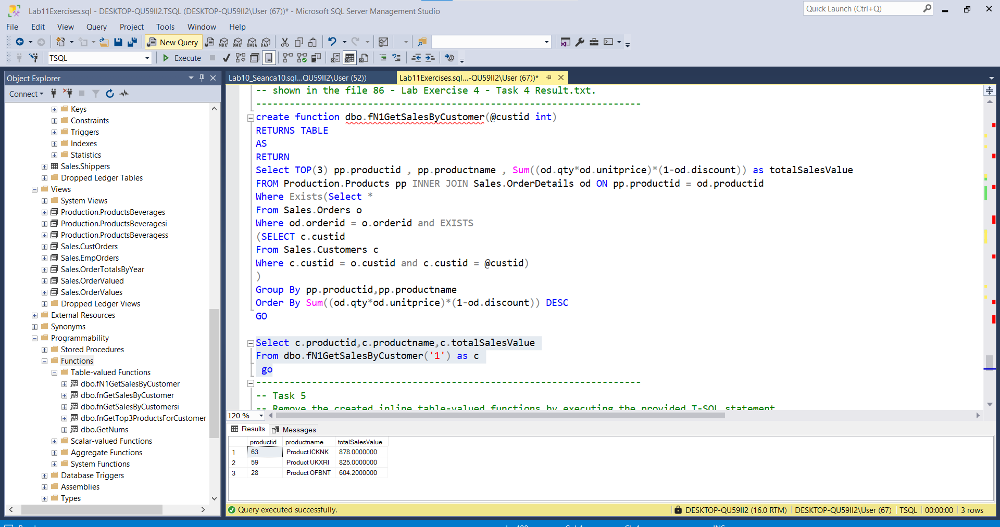 Lab11Exercises.sql - DESKTOP-QU59II2.TSQL (DESKTOP-QU59II2\User (67))* - Microsoft SQL Server Management Studio
Quick Launch (Ctrl+Q)
File Edit View Query Project Tools Window Help
New Query
MDX DMX XMLA DAX
TSQL
Execute
Object Explorer
Connect
Keys
Constraints
Triggers
Indexes
Statistics
Sales.Shippers
Dropped Ledger Tables
Views
System Views
Production.ProductsBeverages
Production.ProductsBeveragesi
Production.ProductsBeveragess
Sales.CustOrders
Sales.EmpOrders
Sales.OrderTotalsByYear
Sales.OrderValued
Sales.OrderValues
Dropped Ledger Views
External Resources
Synonyms
Programmability
Stored Procedures
Functions
Table-valued Functions
dbo.fN1GetSalesByCustomer
dbo.fnGetSalesByCustomer
dbo.fnGetSalesByCustomersi
dbo.fnGetTop3ProductsForCustomer
dbo.GetNums
Scalar-valued Functions
Aggregate Functions
System Functions
Database Triggers
Assemblies
Types
Lab10_Seanca10.sql...QU59II2\User (52))
Lab11Exercises.sql...-QU59II2\User (67))*
-- shown in the file 86 - Lab Exercise 4 - Task 4 Result.txt.
---------------------------------------------------------------------
create function dbo.fN1GetSalesByCustomer(@custid int)
RETURNS TABLE
AS
RETURN
Select TOP(3) pp.productid , pp.productname , Sum((od.qty*od.unitprice)*(1-od.discount)) as totalSalesValue
FROM Production.Products pp INNER JOIN Sales.OrderDetails od ON pp.productid = od.productid
Where Exists(Select *
From Sales.Orders o
Where od.orderid = o.orderid and EXISTS
(SELECT c.custid
From Sales.Customers c
Where c.custid = o.custid and c.custid = @custid)
)
Group By pp.productid,pp.productname
Order By Sum((od.qty*od.unitprice)*(1-od.discount)) DESC
GO
Select c.productid,c.productname,c.totalSalesValue
From dbo.fN1GetSalesByCustomer('1') as c
go
---------------------------------------------------------------------
-- Task 5
-- Remove the created inline table-valued functions by executing the provided T-SQL statement
120 %
Results Messages
productid productname totalSalesValue
1 63 Product ICKNK 878.0000000
2 59 Product UKXRI 825.0000000
3 28 Product OFBNT 604.2000000
Query executed successfully.
DESKTOP-QU59II2 (16.0 RTM) DESKTOP-QU59II2\User (67) TSQL 00:00:00 3 rows